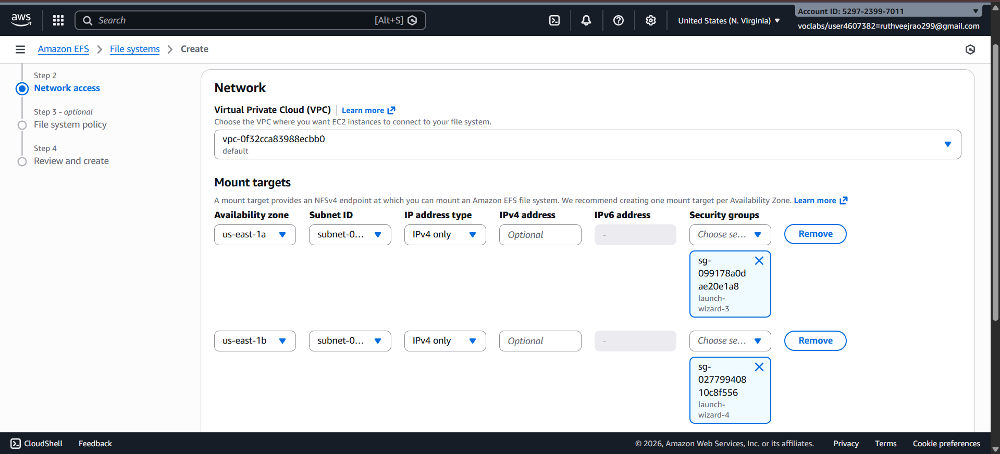 aws
Search [Alt+S]
United States (N. Virginia)
Account ID: 5297-2399-7011
voclabs/user4607382=ruthveejrao299@gmail.com
Amazon EFS > File systems > Create
Step 2
Network access
Step 3 - optional
File system policy
Step 4
Review and create
Network
Virtual Private Cloud (VPC) | Learn more
Choose the VPC where you want EC2 instances to connect to your file system.
vpc-0f32cca83988ecbb0
default
Mount targets
A mount target provides an NFSv4 endpoint at which you can mount an Amazon EFS file system. We recommend creating one mount target per Availability Zone. Learn more
Availability zone Subnet ID IP address type IPv4 address IPv6 address Security groups
us-east-1a subnet-0... IPv4 only Optional - Choose se... Remove
sg-
099178a0d
ae20e1a8
launch-
wizard-3
us-east-1b subnet-0... IPv4 only Optional - Choose se... Remove
sg-
027799408
10c8f556
launch-
wizard-4
CloudShell Feedback © 2026, Amazon Web Services, Inc. or its affiliates. Privacy Terms Cookie preferences